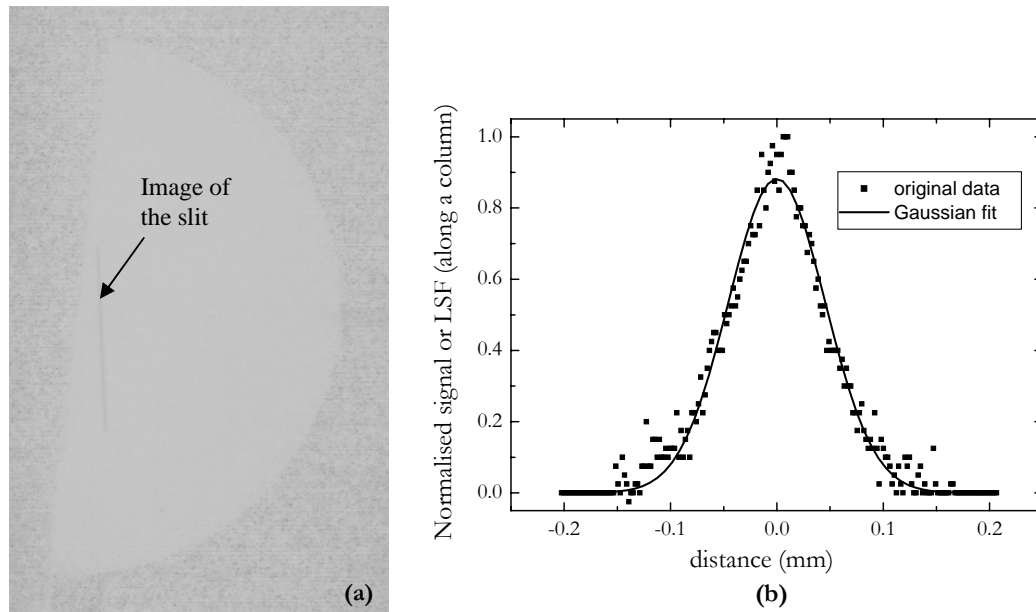 Image of
the slit
(a)
Normalised signal or LSF (along a column)
1.0
0.8
0.6
0.4
0.2
0.0
-0.2
-0.1
0.0
0.1
0.2
distance (mm)
original data
Gaussian fit
(b)